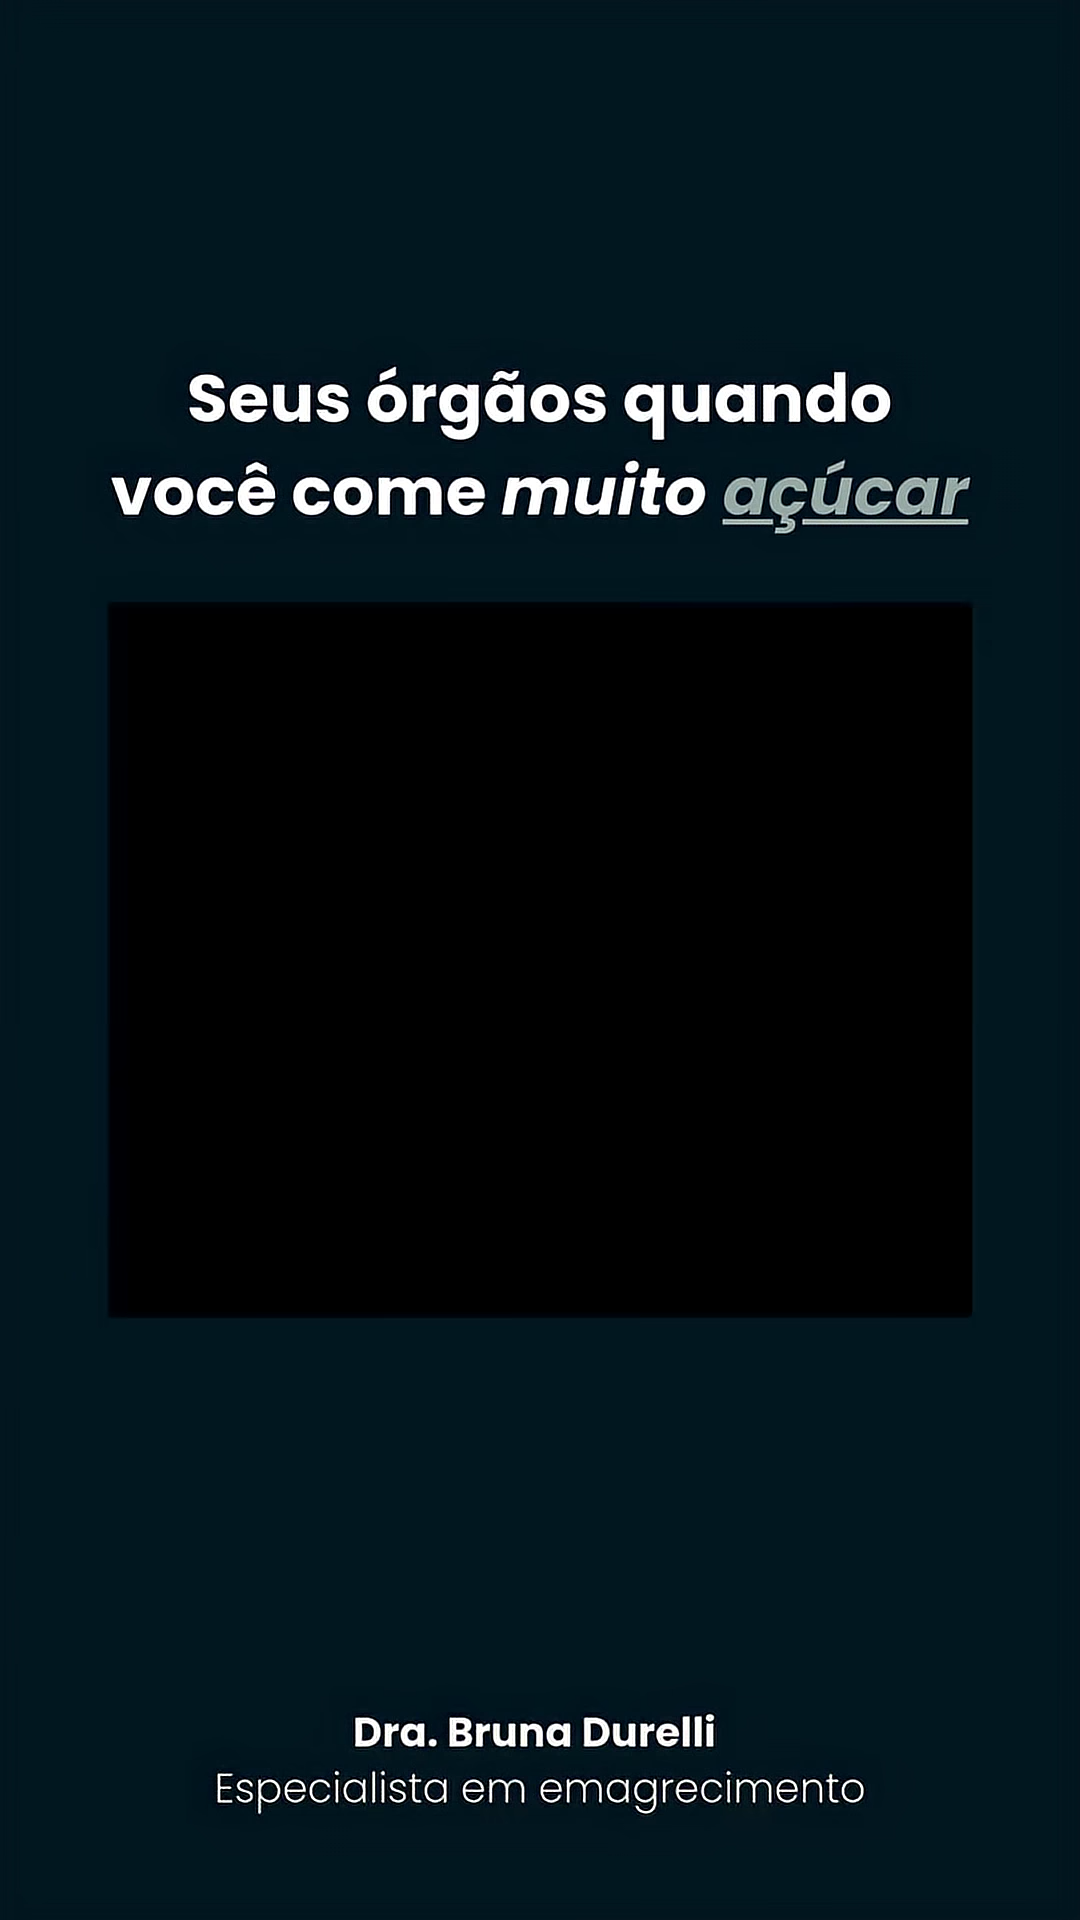 Seus órgãos quando
você come muito açúcar
Dra. Bruna Durelli
Especialista em emagrecimento